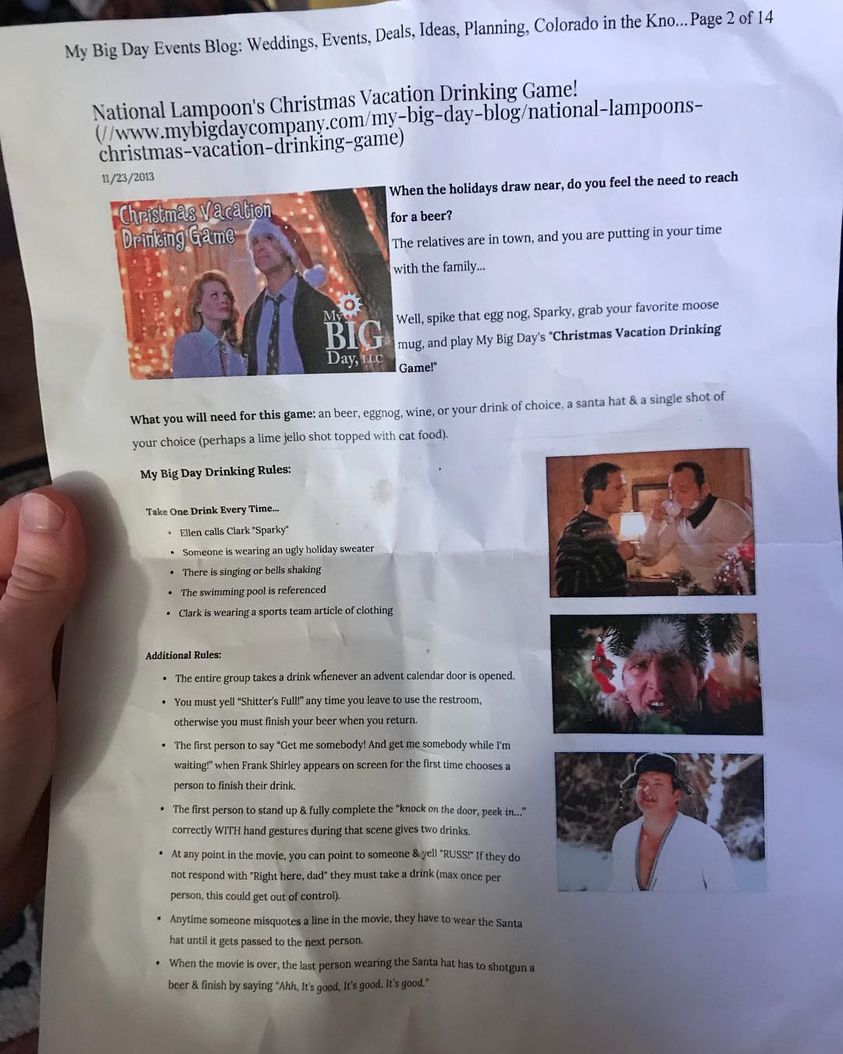 My Big Day Events Blog: Weddings, Events, Deals, Ideas, Planning, Colorado in the Kno... Page 2 of 14
National Lampoon's Christmas Vacation Drinking Game!
(//www.mybigdaycompany.com/my-big-day-blog/national-lampoons-
christmas-vacation-drinking-game)
11/23/2013
Christmas Vacation
Drinking Game
My
BIG
Day, LLC
When the holidays draw near, do you feel the need to reach
for a beer?
The relatives are in town, and you are putting in your time
with the family...
Well, spike that egg nog, Sparky, grab your favorite moose
mug, and play My Big Day's "Christmas Vacation Drinking
Game!"
What you will need for this game: an beer, eggnog, wine, or your drink of choice, a santa hat & a single shot of
your choice (perhaps a lime jello shot topped with cat food).
My Big Day Drinking Rules:
Take One Drink Every Time...
• Ellen calls Clark "Sparky"
• Someone is wearing an ugly holiday sweater
• There is singing or bells shaking
• The swimming pool is referenced
• Clark is wearing a sports team article of clothing
Additional Rules:
• The entire group takes a drink whenever an advent calendar door is opened.
• You must yell "Shitter's Full!" any time you leave to use the restroom,
otherwise you must finish your beer when you return.
• The first person to say "Get me somebody! And get me somebody while I'm
waiting!" when Frank Shirley appears on screen for the first time chooses a
person to finish their drink.
• The first person to stand up & fully complete the "knock on the door, peek in..."
correctly WITH hand gestures during that scene gives two drinks.
• At any point in the movie, you can point to someone & yell "RUSS!" If they do
not respond with "Right here, dad" they must take a drink (max once per
person, this could get out of control).
• Anytime someone misquotes a line in the movie, they have to wear the Santa
hat until it gets passed to the next person.
• When the movie is over, the last person wearing the Santa hat has to shotgun a
beer & finish by saying "Ahh, It's good, It's good. It's good."